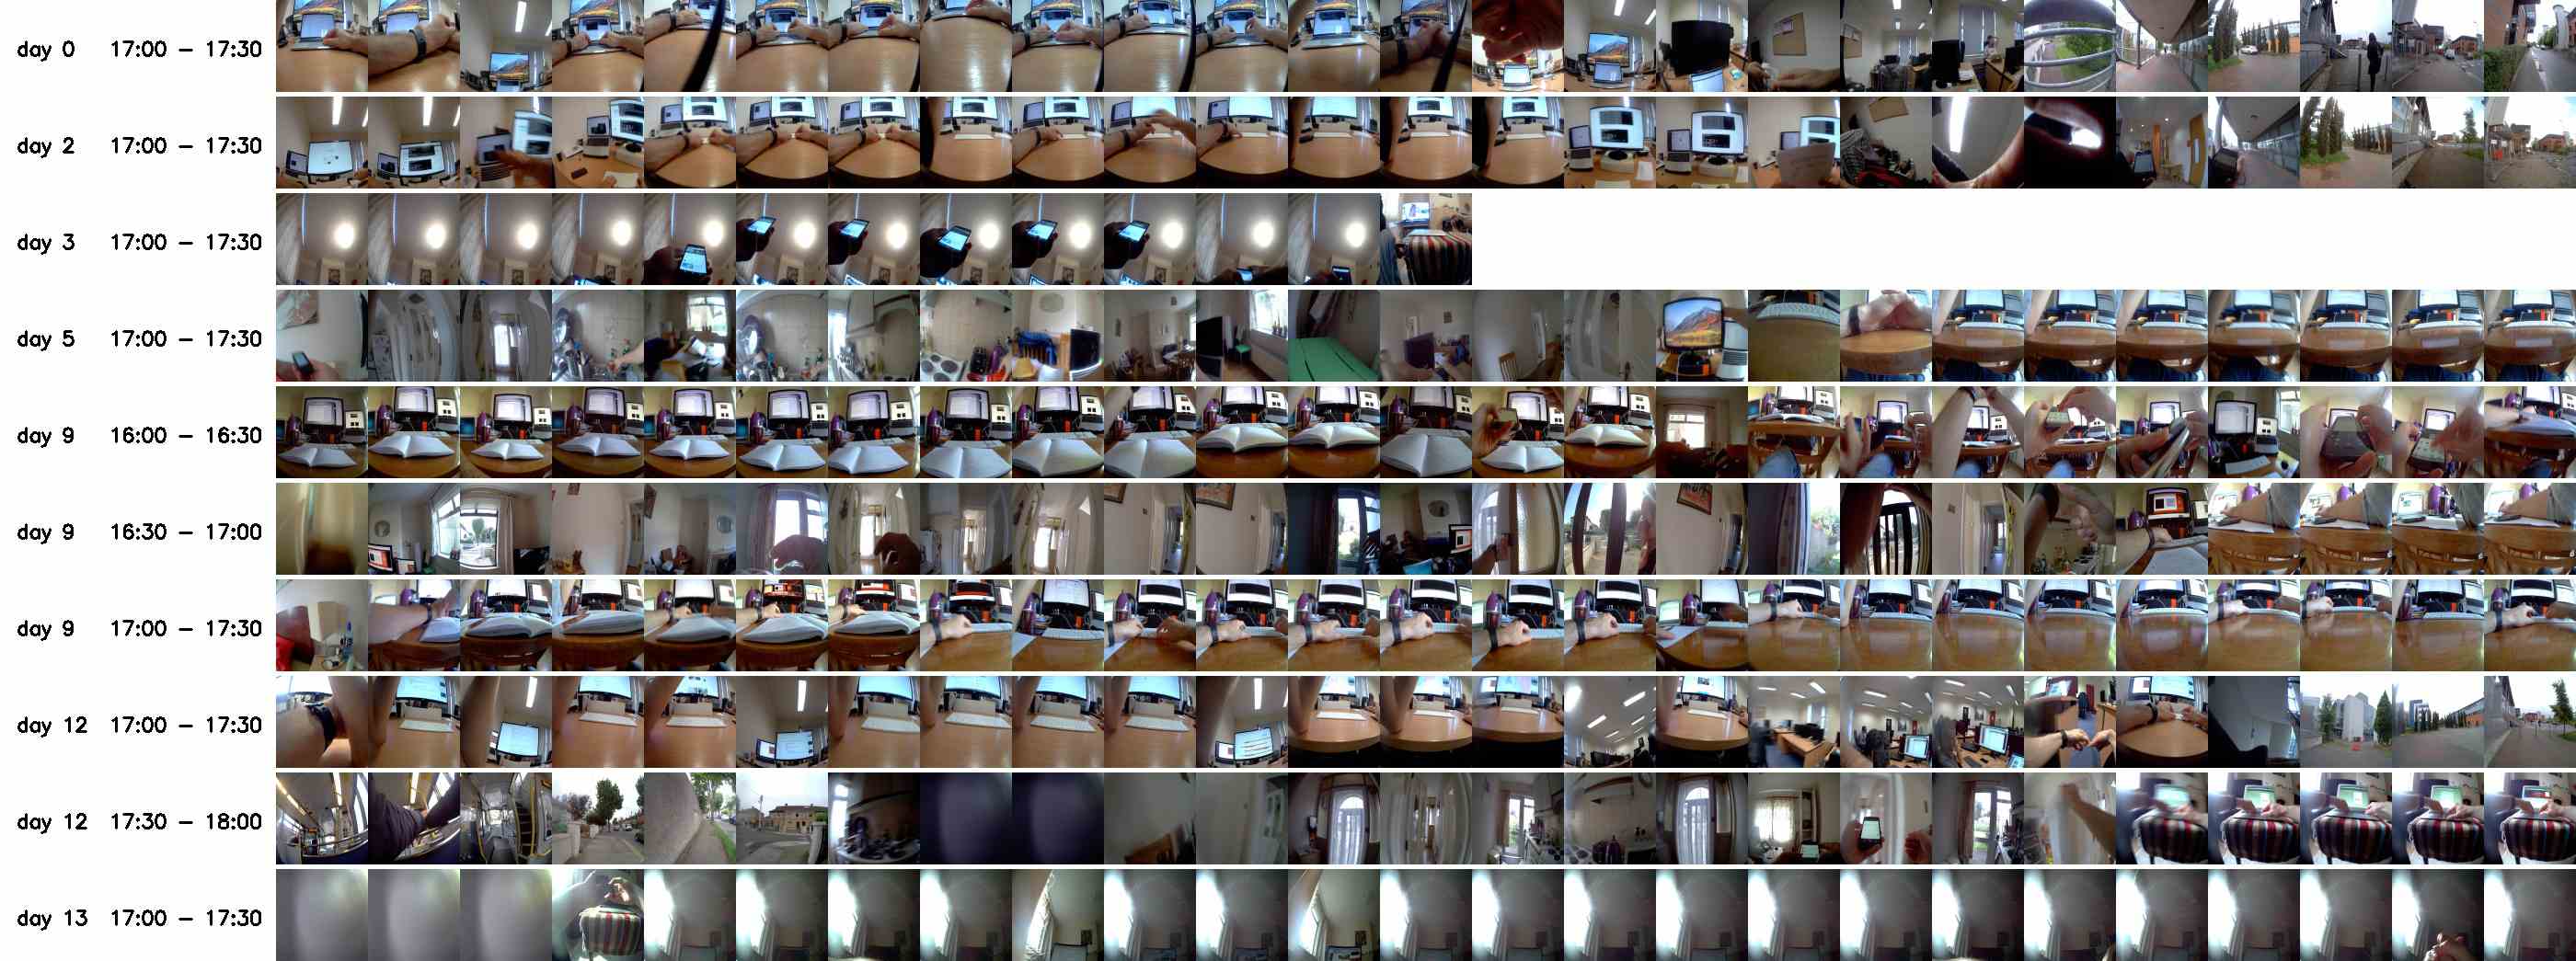 day 0 17:00 - 17:30
day 2 17:00 - 17:30
day 3 17:00 - 17:30
day 5 17:00 - 17:30
day 9 16:00 - 16:30
day 9 16:30 - 17:00
day 9 17:00 - 17:30
day 12 17:00 - 17:30
day 12 17:30 - 18:00
day 13 17:00 - 17:30